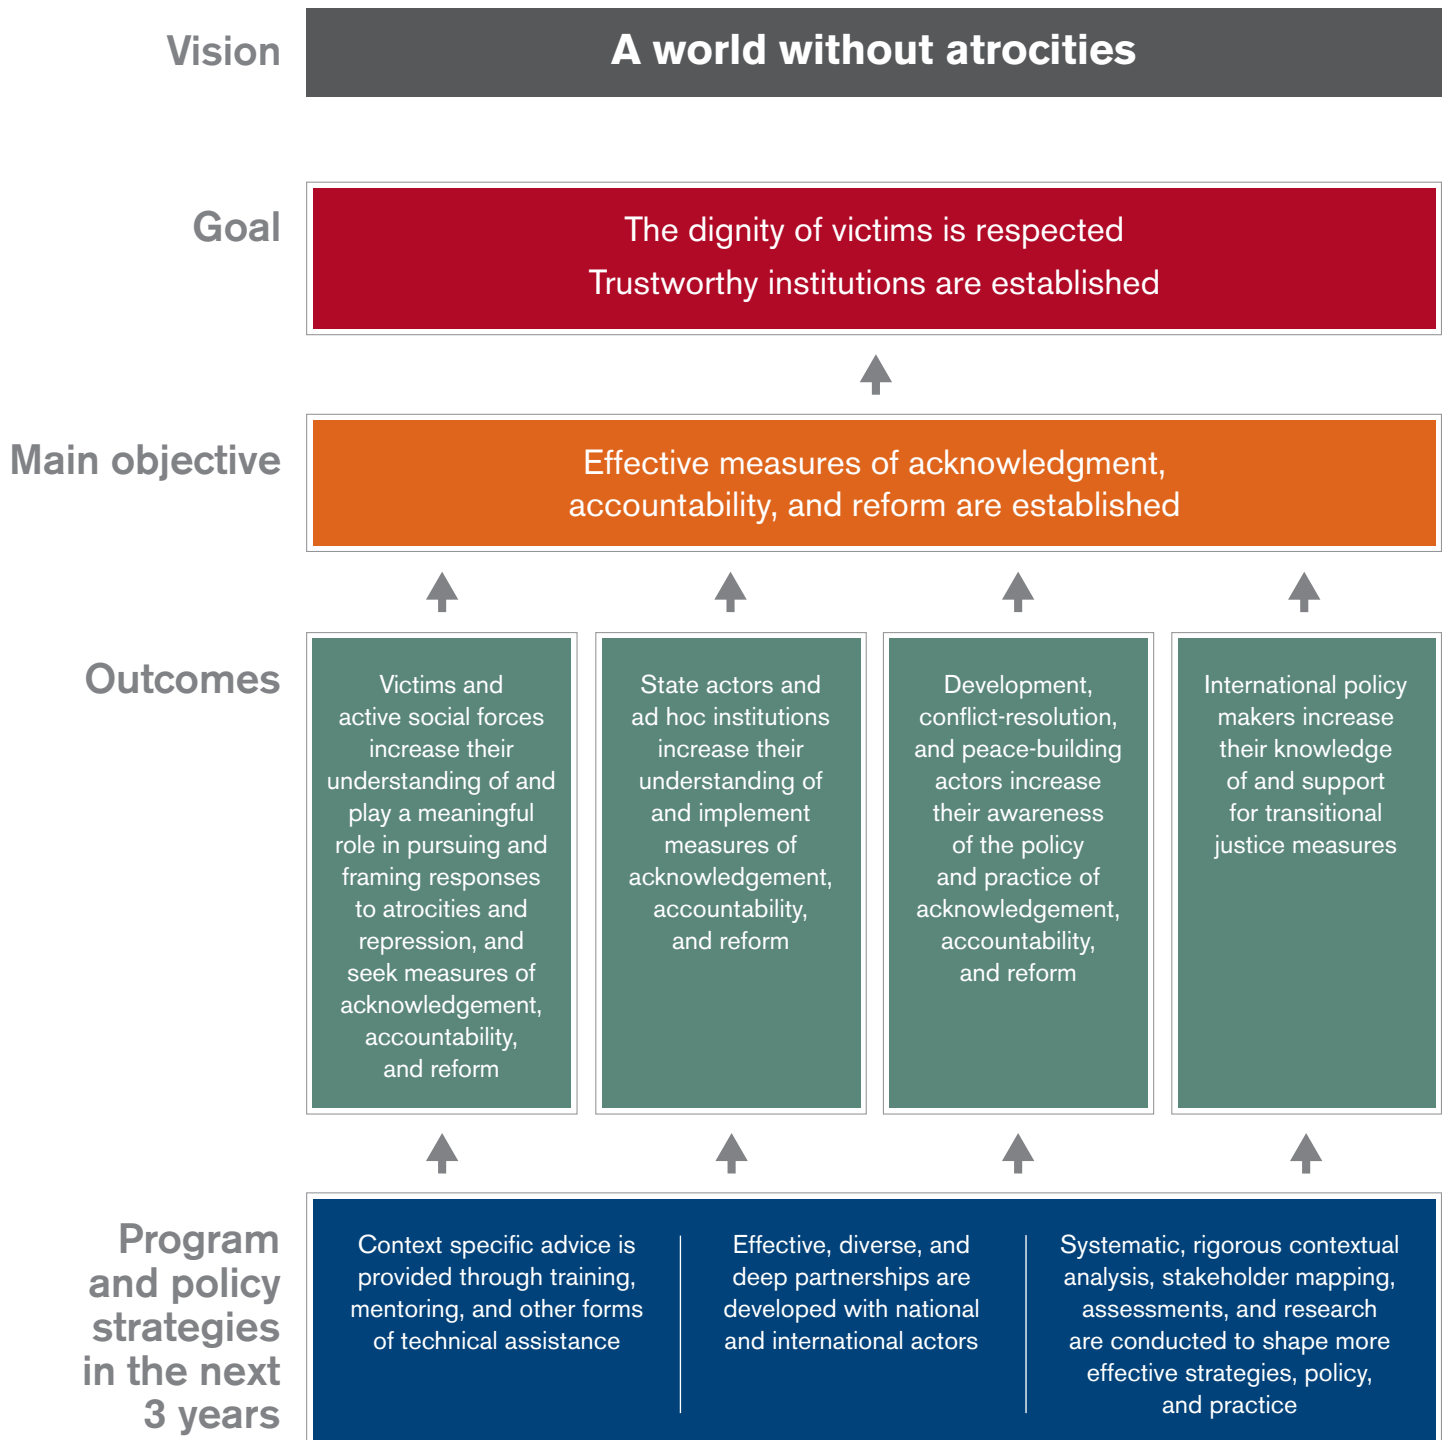 Vision
A world without atrocities
Goal
The dignity of victims is respected
Trustworthy institutions are established
Main objective
Effective measures of acknowledgment,
accountability, and reform are established
Outcomes
Victims and
active social forces
increase their
understanding of and
play a meaningful
role in pursuing and
framing responses
to atrocities and
repression, and
seek measures of
acknowledgement,
accountability,
and reform
State actors and
ad hoc institutions
increase their
understanding of
and implement
measures of
acknowledgement,
accountability,
and reform
Development,
conflict-resolution,
and peace-building
actors increase
their awareness
of the policy
and practice of
acknowledgement,
accountability,
and reform
International policy
makers increase
their knowledge
of and support
for transitional
justice measures
Program
and policy
strategies
in the next
3 years
Context specific advice is
provided through training,
mentoring, and other forms
of technical assistance
Effective, diverse, and
deep partnerships are
developed with national
and international actors
Systematic, rigorous contextual
analysis, stakeholder mapping,
assessments, and research
are conducted to shape more
effective strategies, policy,
and practice